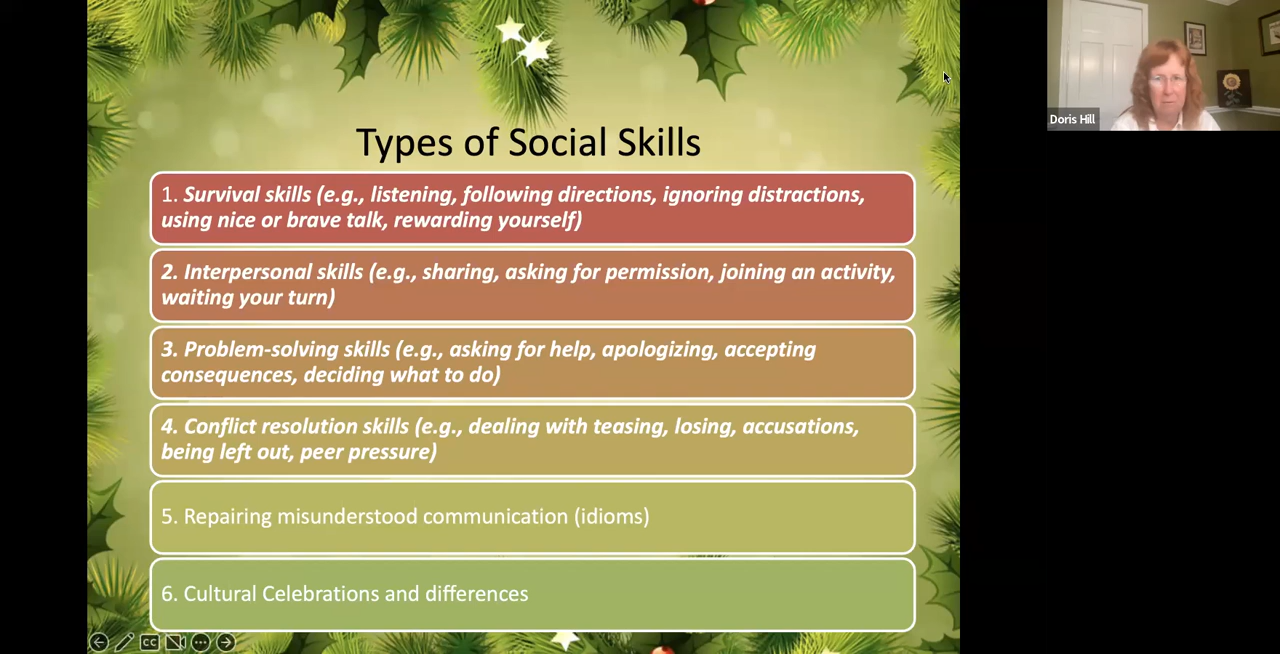 Types of Social Skills
1. Survival skills (e.g., listening, following directions, ignoring distractions,
using nice or brave talk, rewarding yourself)
2. Interpersonal skills (e.g., sharing, asking for permission, joining an activity,
waiting your turn)
3. Problem-solving skills (e.g., asking for help, apologizing, accepting
consequences, deciding what to do)
4. Conflict resolution skills (e.g., dealing with teasing, losing, accusations,
being left out, peer pressure)
5. Repairing misunderstood communication (idioms)
6. Cultural Celebrations and differences
CC
Doris Hill